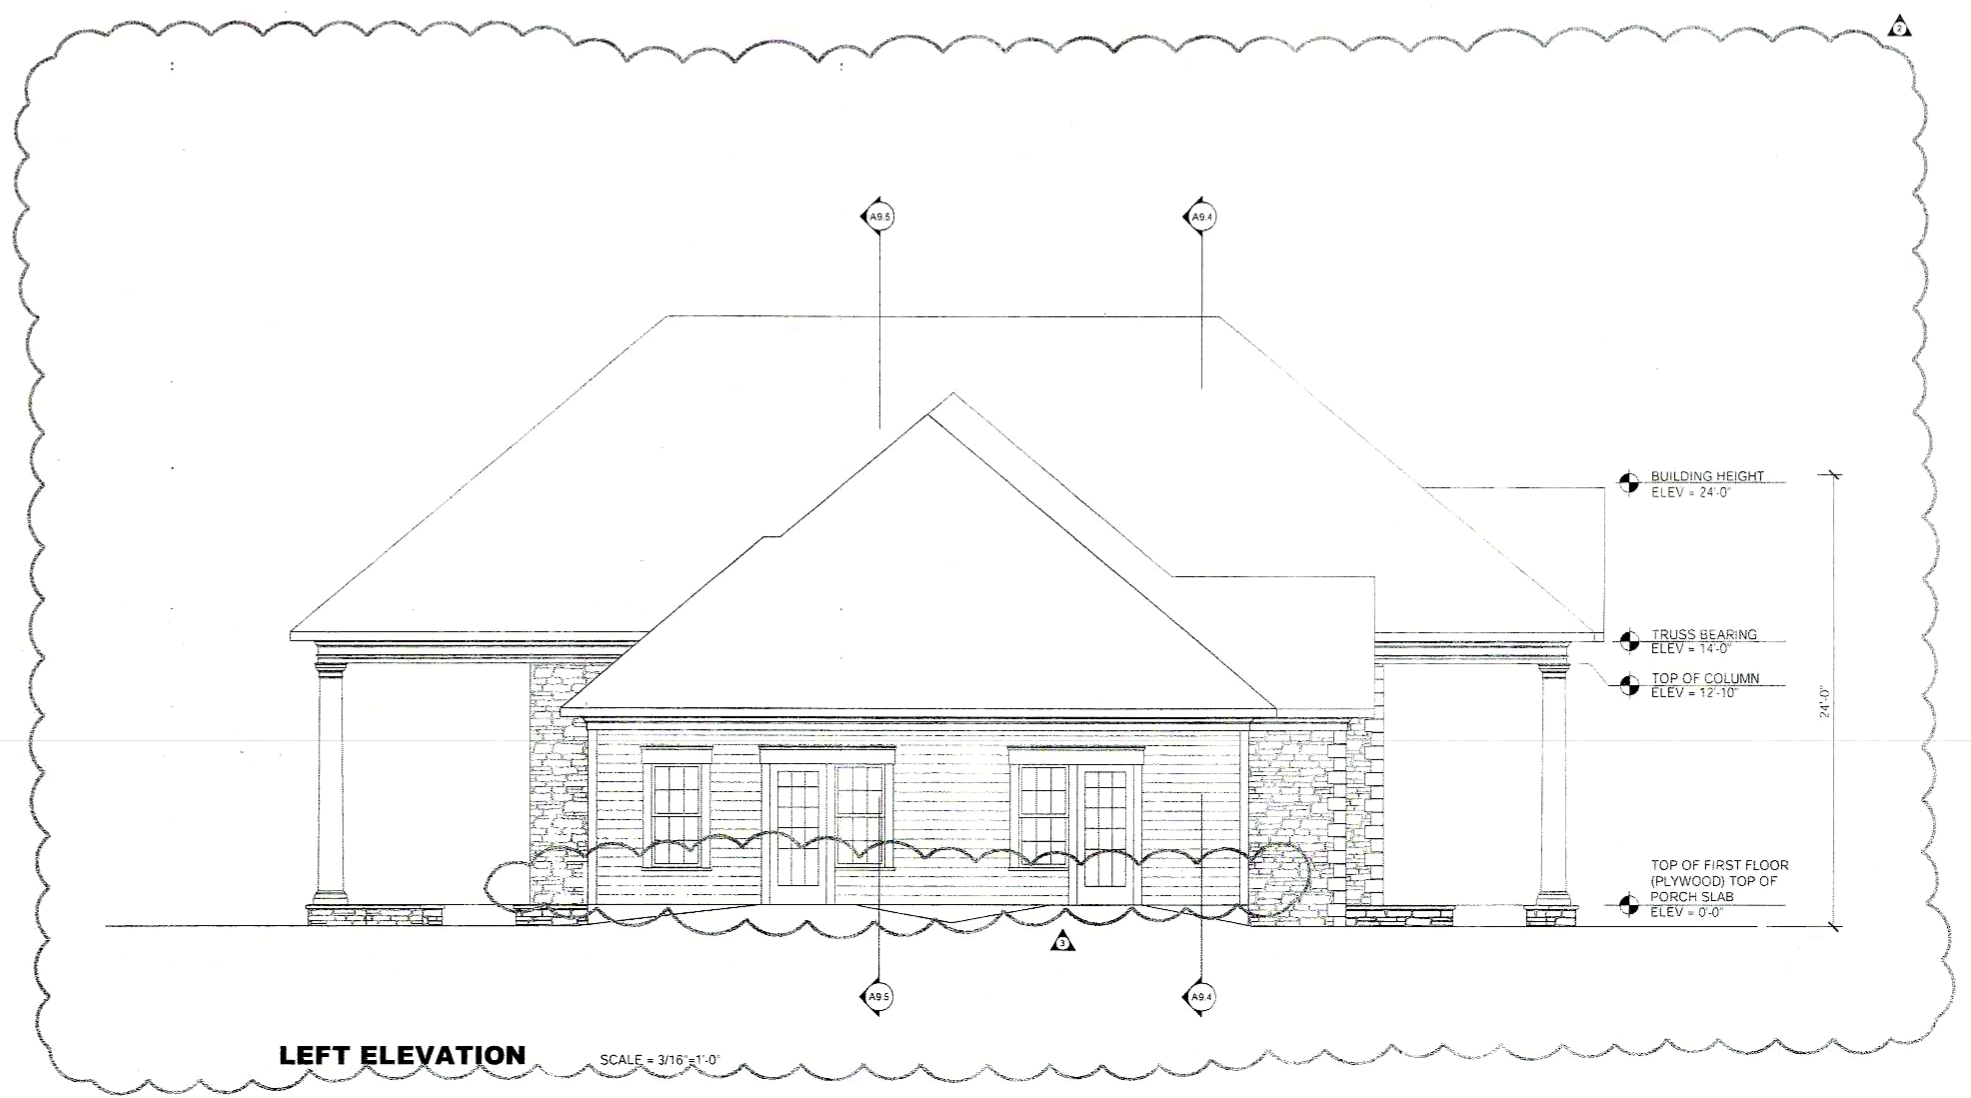 2
A9.5
A9.4
BUILDING HEIGHT
ELEV = 24'-0"
TRUSS BEARING
ELEV = 14'-0"
TOP OF COLUMN
ELEV = 12'-10"
24'-0"
TOP OF FIRST FLOOR
(PLYWOOD) TOP OF
PORCH SLAB
ELEV = 0'-0"
3
A9.5
A9.4
LEFT ELEVATION
SCALE = 3/16"=1'-0"